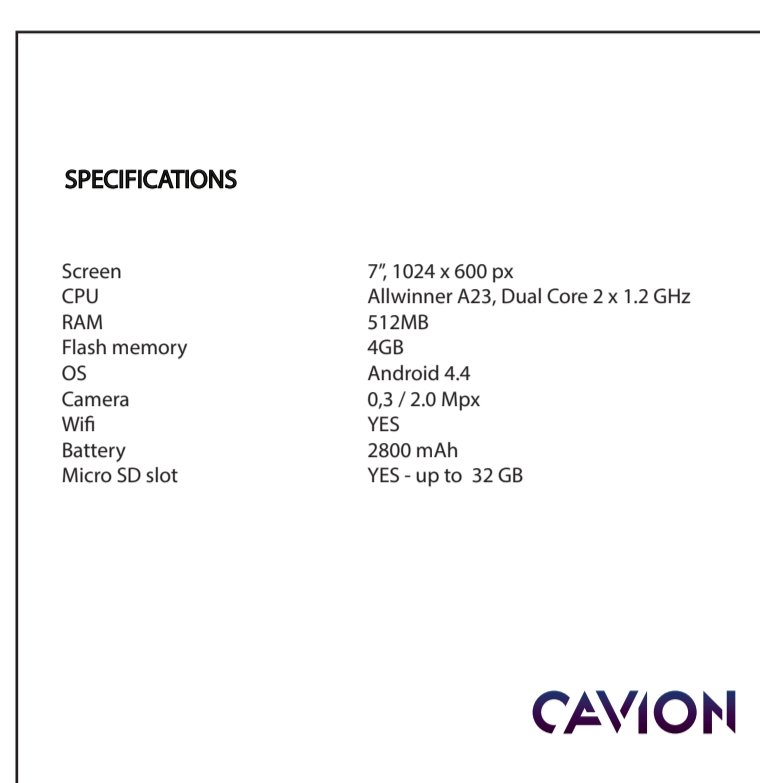 SPECIFICATIONS
Screen 7”, 1024 x 600 px
CPU Allwinner A23, Dual Core 2 x 1.2 GHz
RAM 512MB
Flash memory 4GB
OS Android 4.4
Camera 0,3 / 2.0 Mpx
Wifi YES
Battery 2800 mAh
Micro SD slot YES - up to  32 GB
CAVION